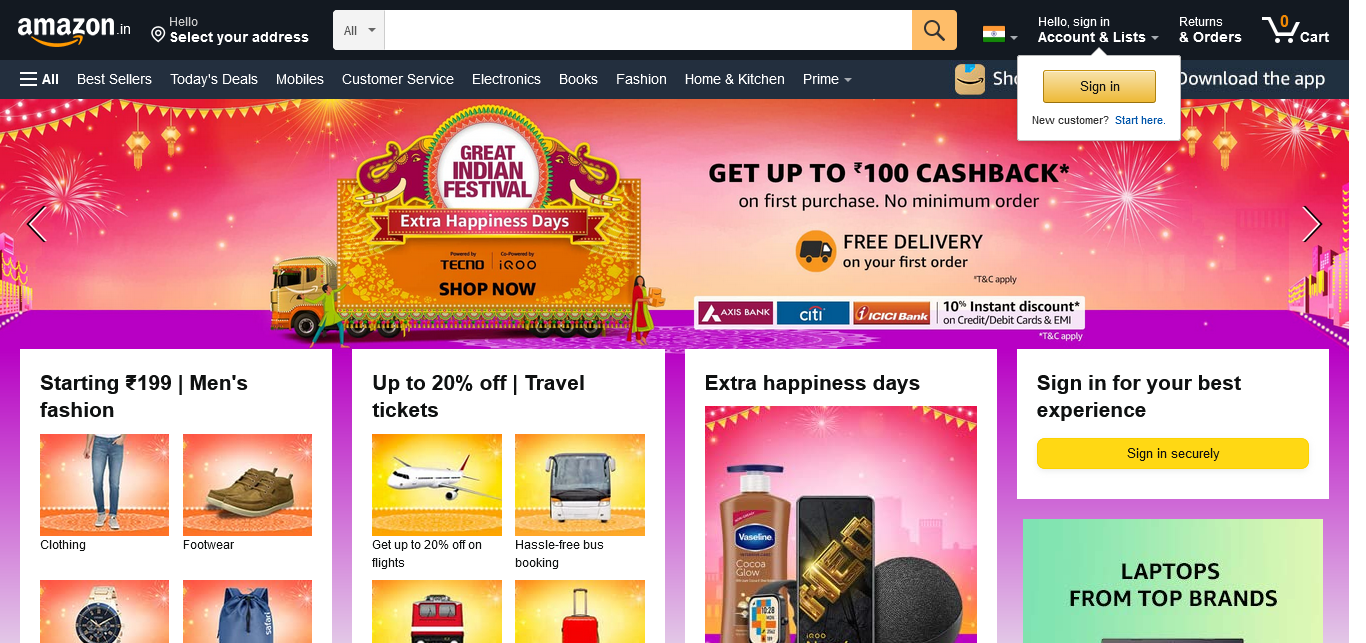 amazon.in
Hello
Select your address
All
Hello, sign in
Account & Lists
Returns
& Orders
0
Cart
All
Best Sellers
Today's Deals
Mobiles
Customer Service
Electronics
Books
Fashion
Home & Kitchen
Prime
Download the app
Sign in
New customer? Start here.
GREAT
INDIAN
FESTIVAL
Extra Happiness Days
Powered by
TECNO
Co-Powered by
iQOO
SHOP NOW
GET UP TO ₹100 CASHBACK*
on first purchase. No minimum order
FREE DELIVERY
on your first order
*T&C apply
AXIS BANK
citi
ICICI Bank
10% Instant discount*
on Credit/Debit Cards & EMI
*T&C apply
Starting ₹199 | Men's
fashion
Clothing
Footwear
safari
Up to 20% off | Travel
tickets
Get up to 20% off on
flights
Hassle-free bus
booking
Extra happiness days
Vaseline
Cocoa
Glow
10:28
NEO
iQOO
Sign in for your best
experience
Sign in securely
LAPTOPS
FROM TOP BRANDS